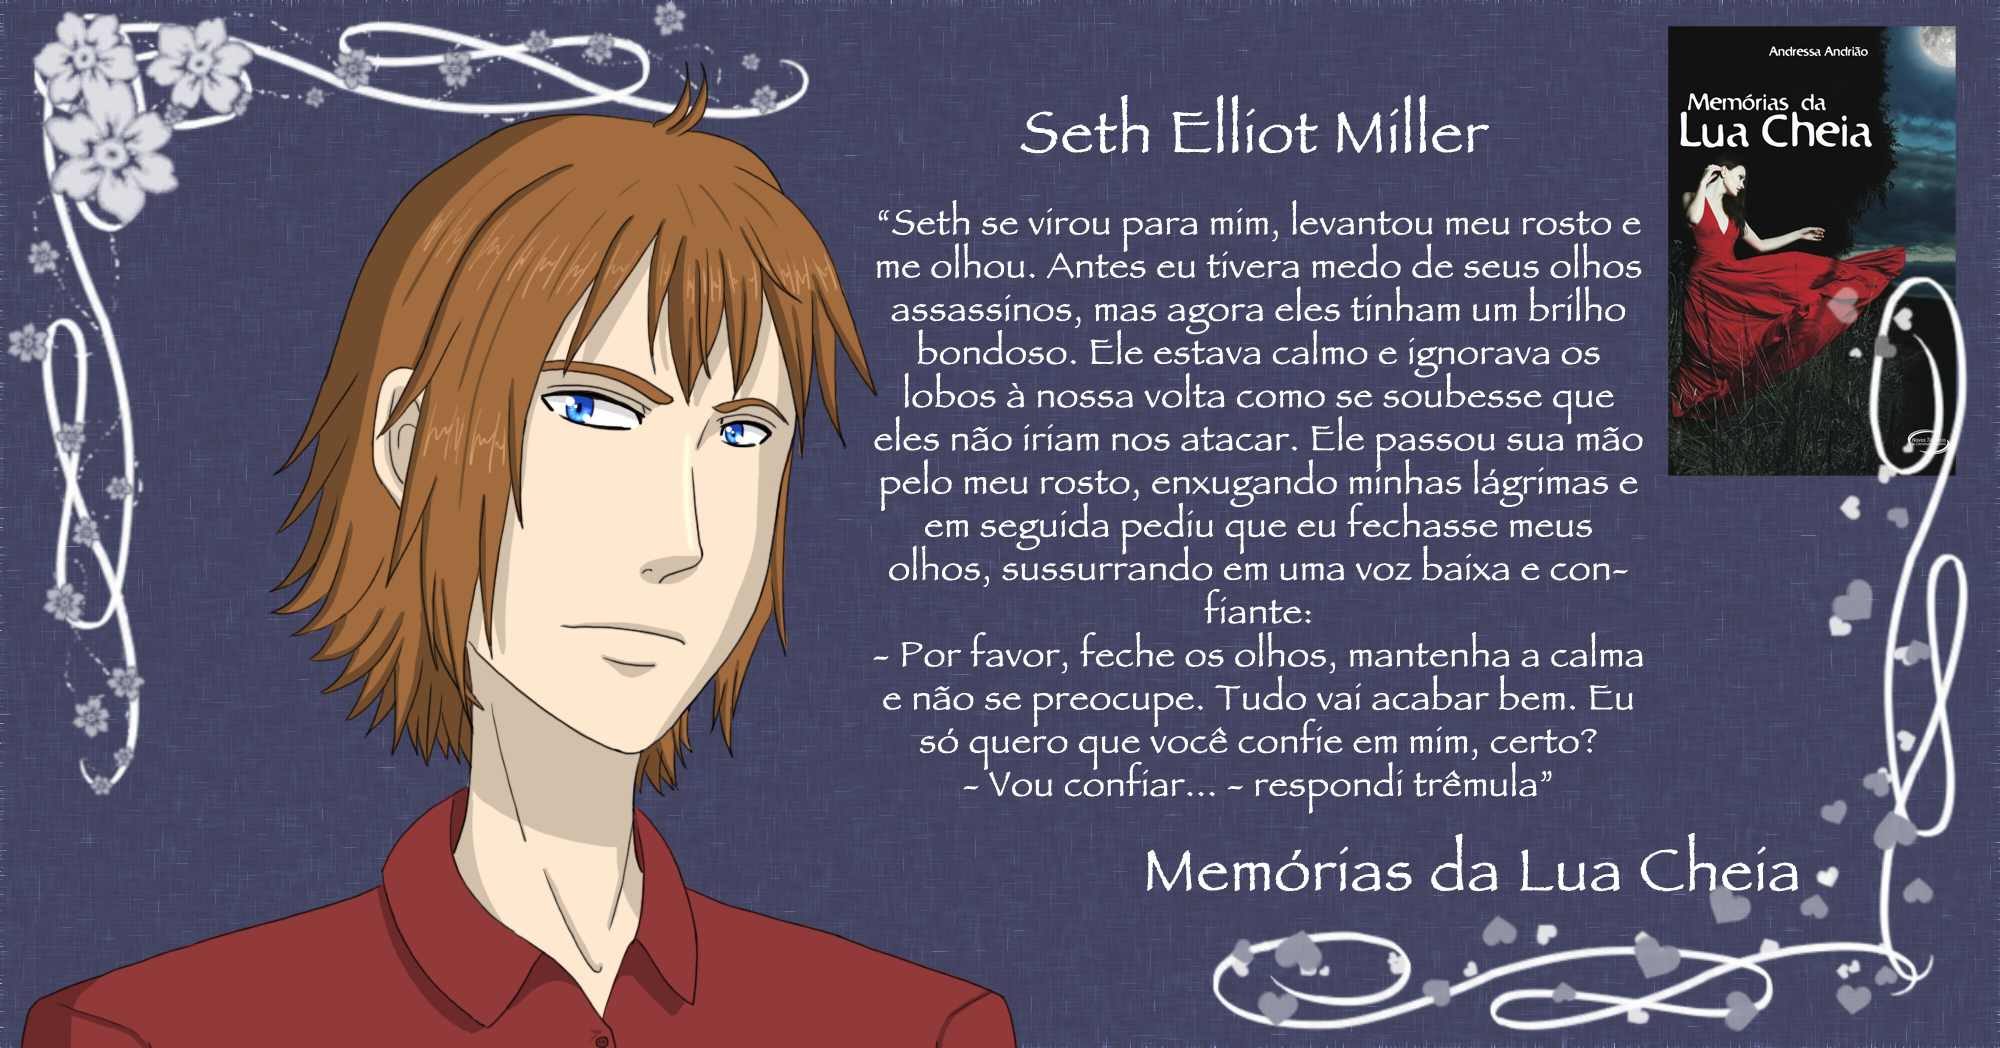 Seth Elliot Miller
“Seth se virou para mim, levantou meu rosto e
me olhou. Antes eu tivera medo de seus olhos
assassinos, mas agora eles tinham um brilho
bondoso. Ele estava calmo e ignorava os
lobos à nossa volta como se soubesse que
eles não iriam nos atacar. Ele passou sua mão
pelo meu rosto, enxugando minhas lágrimas e
em seguida pediu que eu fechasse meus
olhos, sussurrando em uma voz baixa e con-
fiante:
- Por favor, feche os olhos, mantenha a calma
e não se preocupe. Tudo vai acabar bem. Eu
só quero que você confie em mim, certo?
- Vou confiar... - respondi trêmula”
Memórias da Lua Cheia
Andressa Andrião
Memórias da
Lua Cheia
Novos